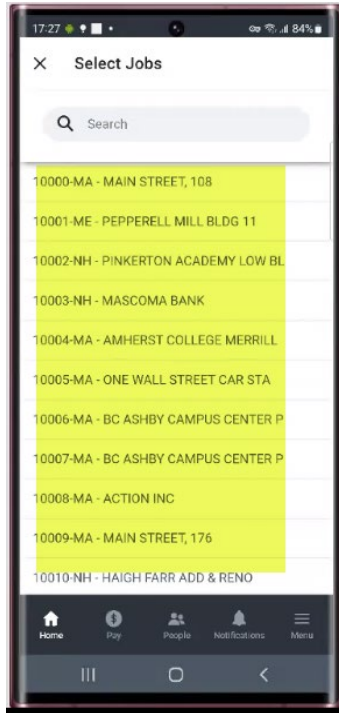 17:27
84%
Select Jobs
Search
10000-MA - MAIN STREET, 108
10001-ME - PEPPERELL MILL BLDG 11
10002-NH - PINKERTON ACADEMY LOW BL
10003-NH - MASCOMA BANK
10004-MA - AMHERST COLLEGE MERRILL
10005-MA - ONE WALL STREET CAR STA
10006-MA - BC ASHBY CAMPUS CENTER P
10007-MA - BC ASHBY CAMPUS CENTER P
10008-MA - ACTION INC
10009-MA - MAIN STREET, 176
10010-NH - HAIGH FARR ADD & RENO
Home Pay People Notifications Menu